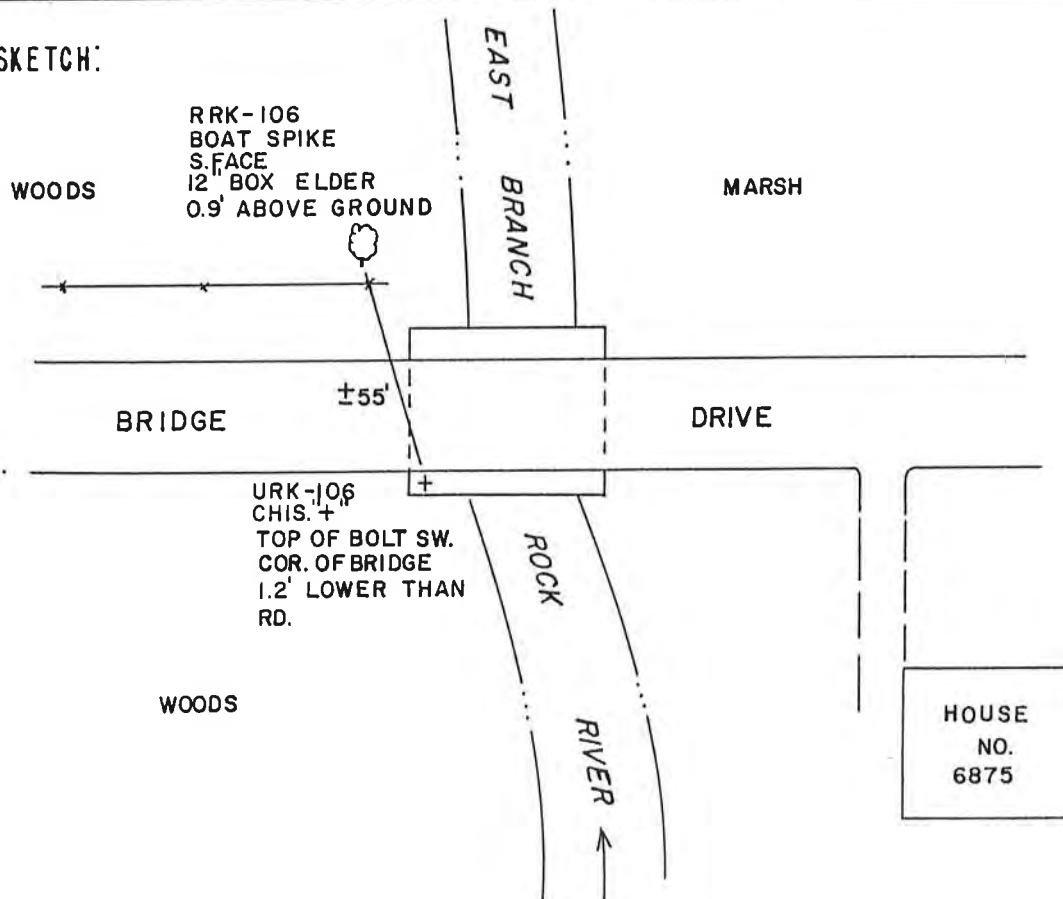 SKETCH:
RRK-106
BOAT SPIKE
S.FACE
12" BOX ELDER
0.9' ABOVE GROUND
WOODS
EAST BRANCH
MARSH
±55'
BRIDGE
DRIVE
URK-106
CHIS."+"
TOP OF BOLT SW.
COR. OF BRIDGE
1.2' LOWER THAN
RD.
ROCK RIVER
WOODS
HOUSE
NO.
6875